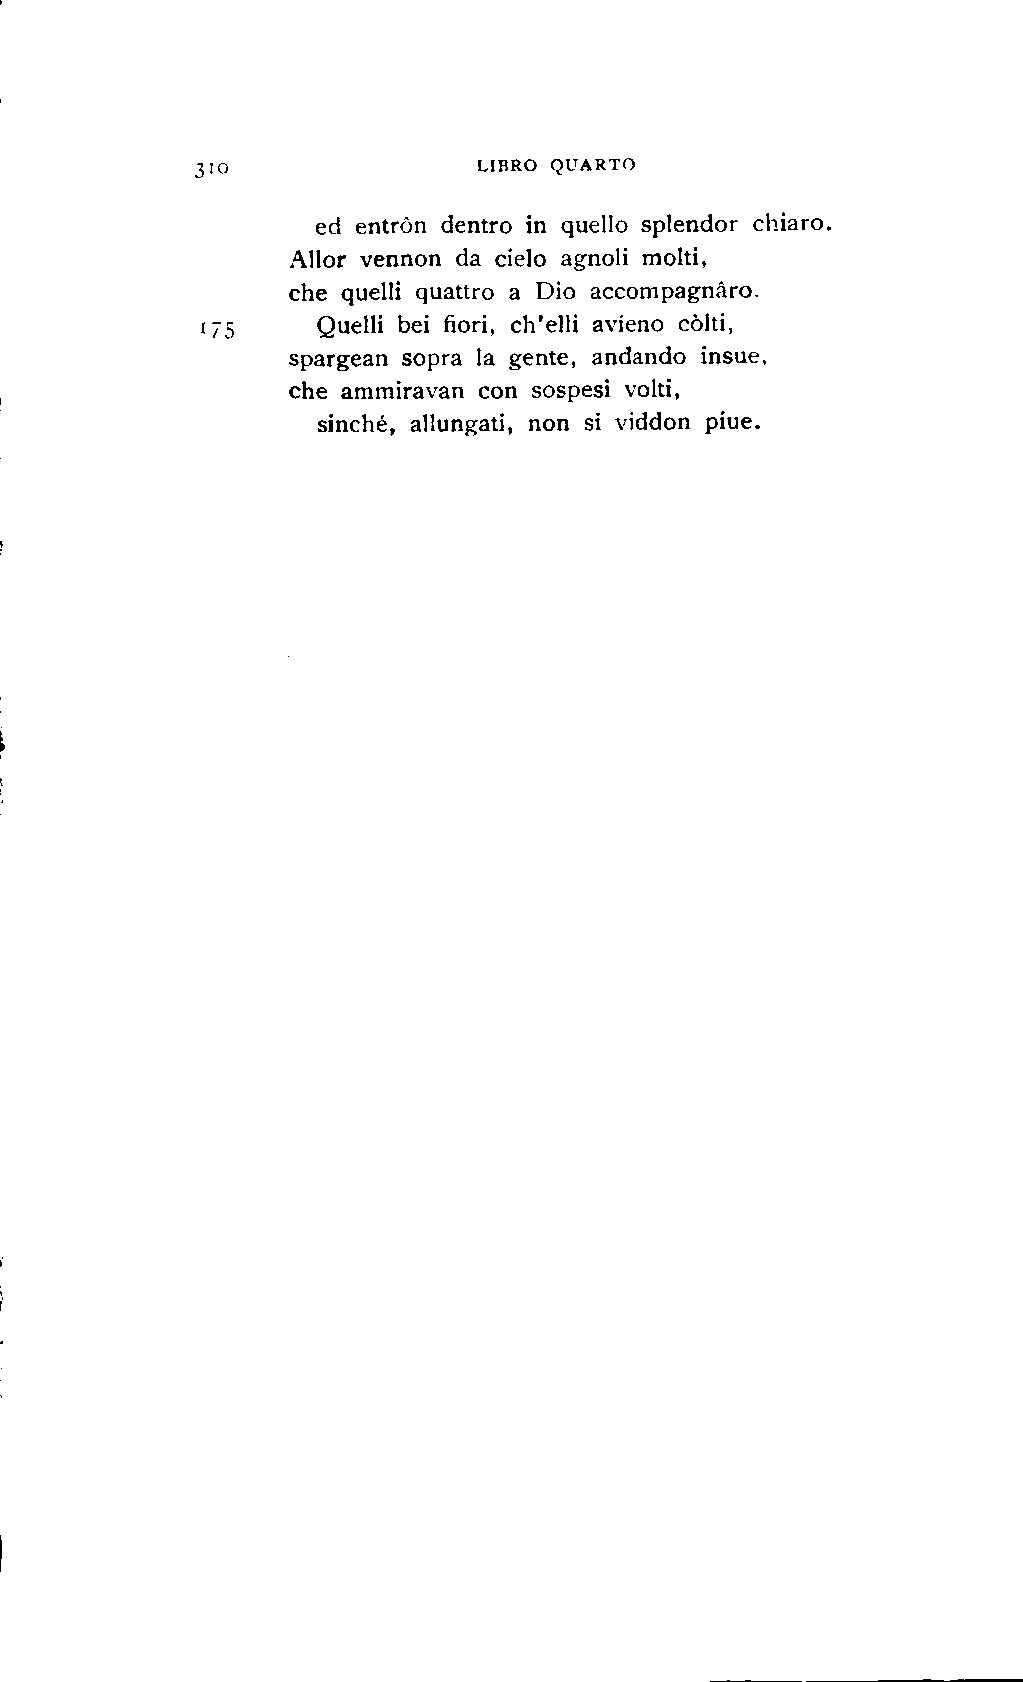 310 LIBRO QUARTO
ed entrôn dentro in quello splendor chiaro.
Allor vennon da cielo agnoli molti,
che quelli quattro a Dio accompagnâro.
175 Quelli bei fiori, ch'elli avieno còlti,
spargean sopra la gente, andando insue,
che ammiravan con sospesi volti,
sinché, allungati, non si viddon piue.